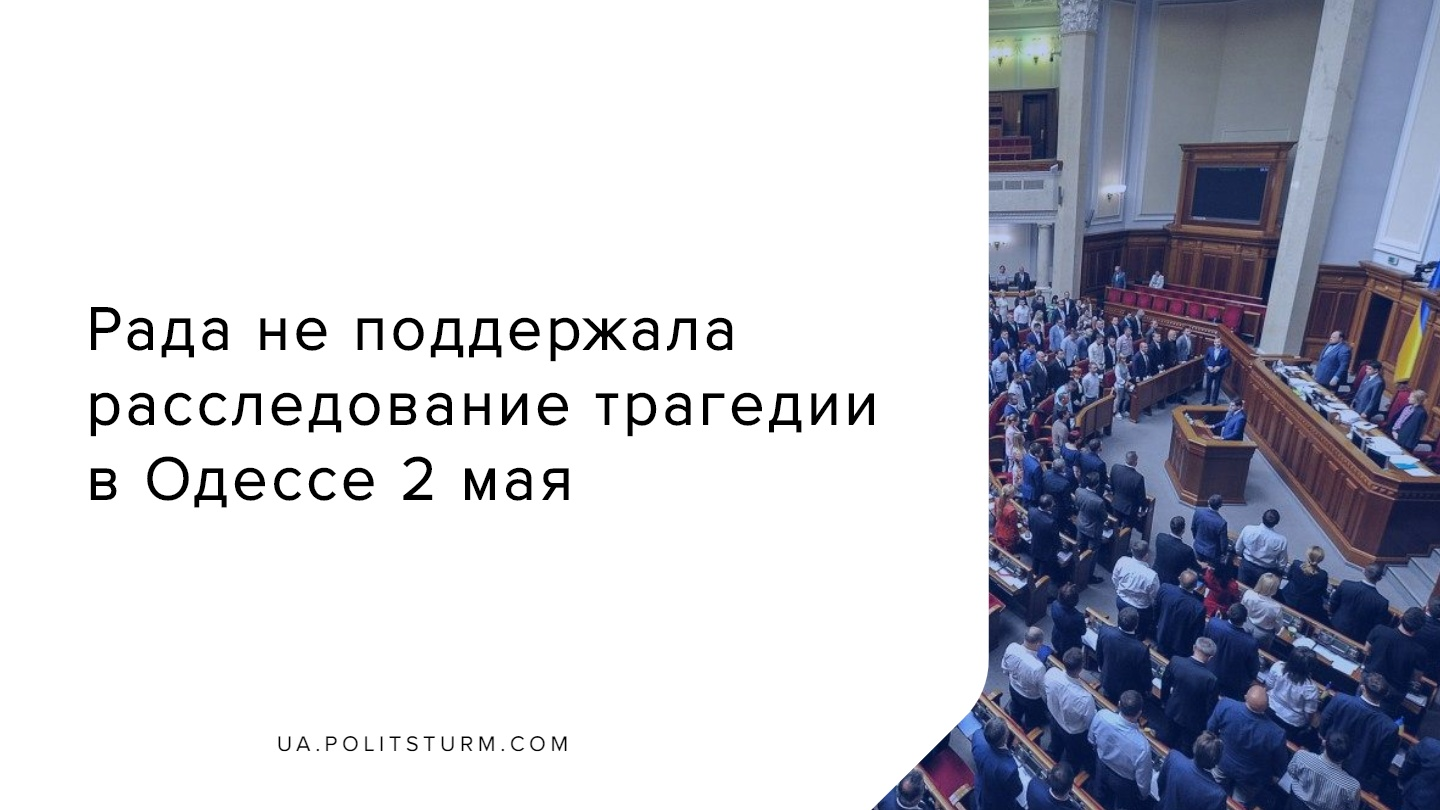 Рада не поддержала
расследование трагедии
в Одессе 2 мая
UA.POLITSTURM.COM